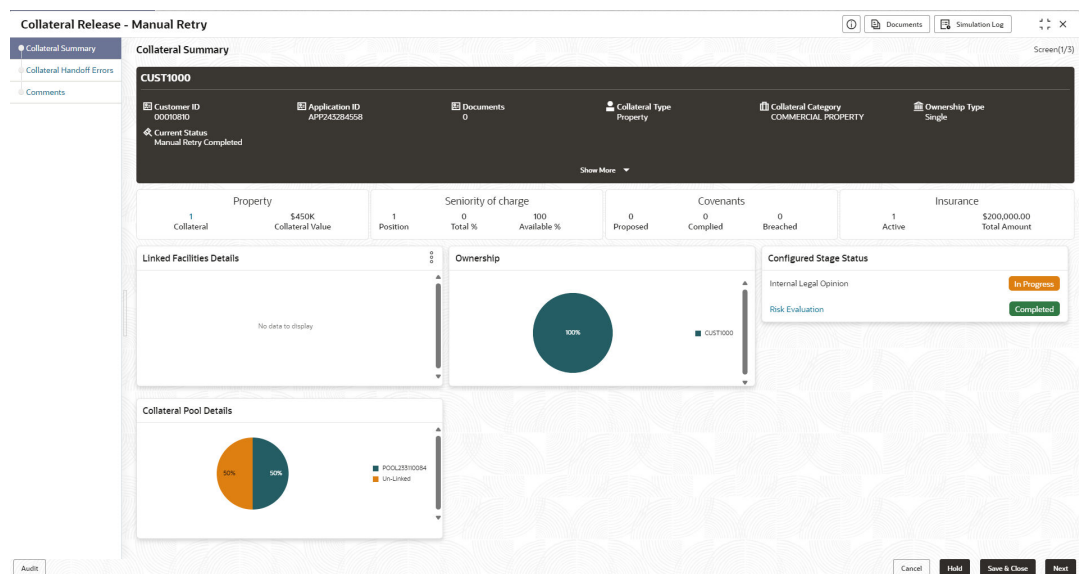 Collateral Release - Manual Retry
Documents
Simulation Log
Collateral Summary
Collateral Handoff Errors
Comments
Collateral Summary
Screen(1/3)
CUST1000
Customer ID
00010810
Application ID
APP243284558
Documents
0
Collateral Type
Property
Collateral Category
COMMERCIAL PROPERTY
Ownership Type
Single
Current Status
Manual Retry Completed
Show More
Property
1
Collateral
$450K
Collateral Value
Seniority of charge
1
Position
0
Total %
100
Available %
Covenants
0
Proposed
0
Complied
0
Breached
Insurance
1
Active
$200,000.00
Total Amount
Linked Facilities Details
No data to display
Ownership
100%
CUST1000
Configured Stage Status
Internal Legal Opinion
In Progress
Risk Evaluation
Completed
Collateral Pool Details
50%
50%
POOL233110084
Un-Linked
Audit
Cancel
Hold
Save & Close
Next